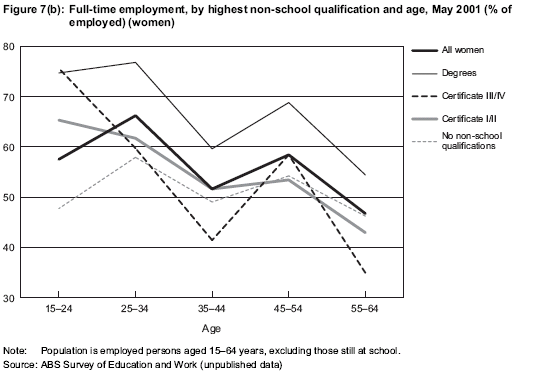 Figure 7(b): Full-time employment, by highest non-school qualification and age, May 2001 (% of
employed) (women)
80
70
60
50
40
30
15–24
25–34
35–44
45–54
55–64
Age
All women
Degrees
Certificate III/IV
Certificate I/II
No non-school
qualifications
Note: Population is employed persons aged 15–64 years, excluding those still at school.
Source: ABS Survey of Education and Work (unpublished data)